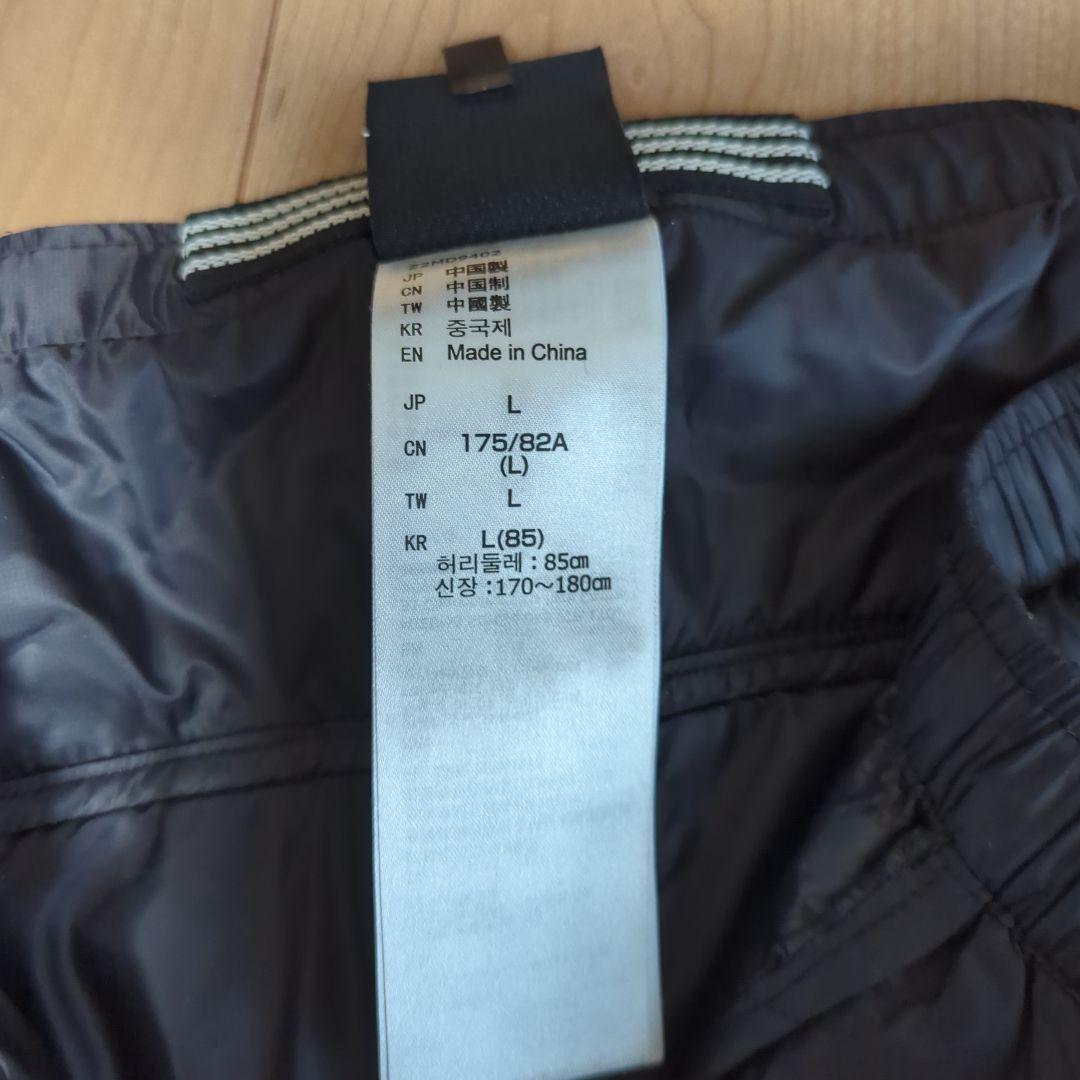 22MD9402
JP 中国製
CN 中国制
TW 中國製
KR 중국제
EN Made in China
JP L
CN 175/82A
(L)
TW L
KR L(85)
허리둘레 : 85㎝
신장 : 170～180㎝